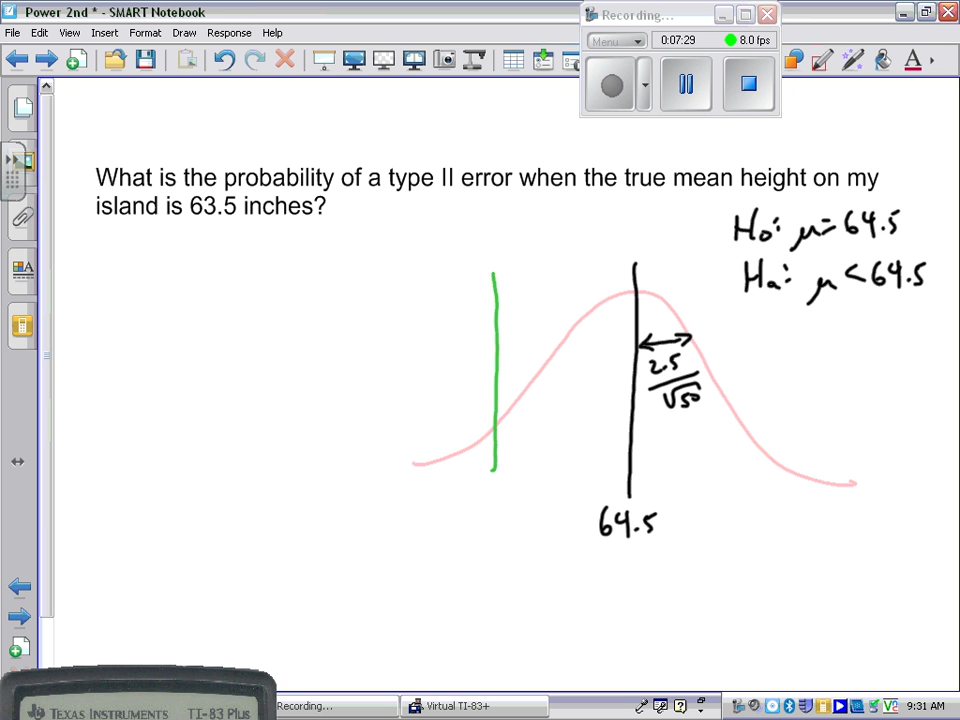 Power 2nd * - SMART Notebook
Recording...
File Edit View Insert Format Draw Response Help
Menu
0:07:29
8.0 fps
What is the probability of a type II error when the true mean height on my
island is 63.5 inches?
H₀: μ=64.5
Hₐ: μ<64.5
2.5
√50
64.5
TEXAS INSTRUMENTS TI-83 Plus
Recording...
Virtual TI-83+
9:31 AM